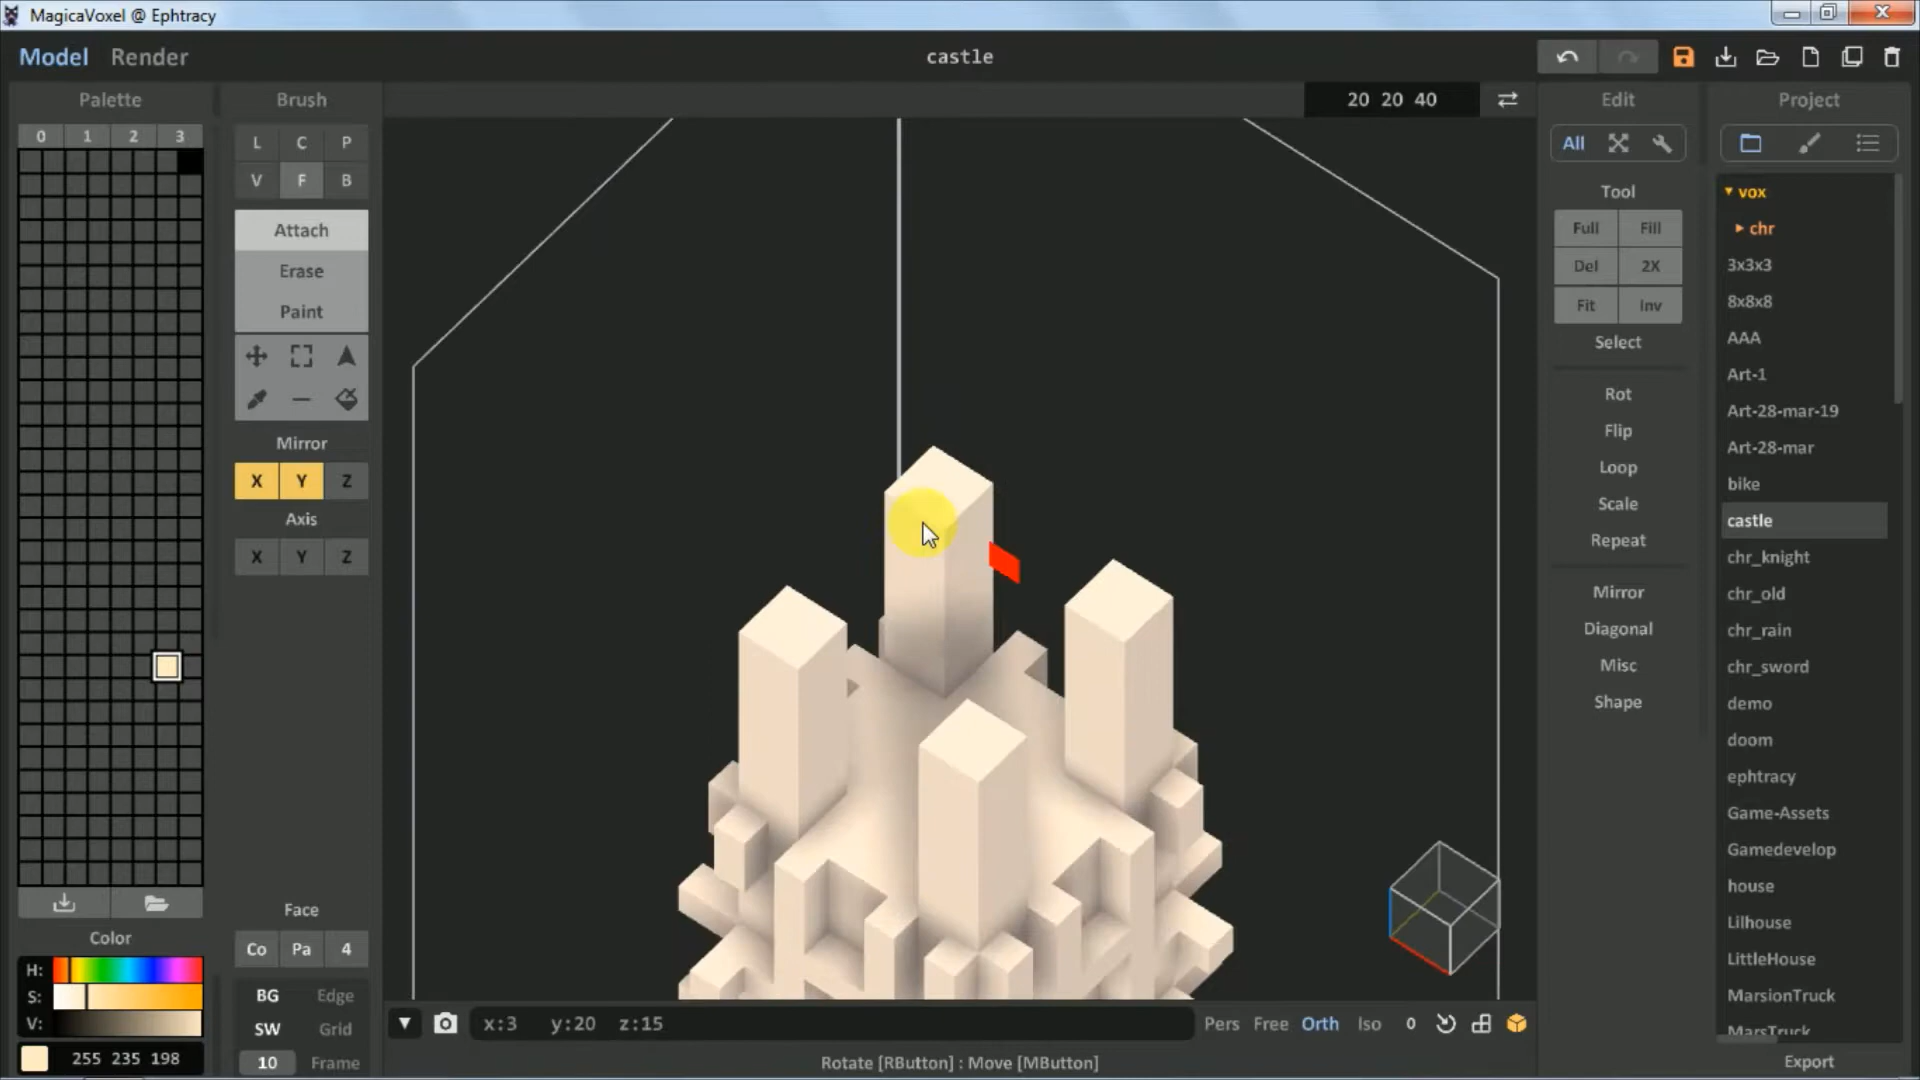 MagicaVoxel @ Ephtracy
Model Render
castle
Palette
0 1 2 3
Color
H:
S:
V:
255 235 198
Brush
L C P
V F B
Attach
Erase
Paint
Mirror
X Y Z
Axis
X Y Z
Face
Co Pa 4
BG Edge
SW Grid
10 Frame
20 20 40
x:3 y:20 z:15
Pers Free Orth Iso 0
Rotate [RButton] : Move [MButton]
Edit
All
Tool
Full Fill
Del 2X
Fit Inv
Select
Rot
Flip
Loop
Scale
Repeat
Mirror
Diagonal
Misc
Shape
Project
vox
chr
3x3x3
8x8x8
AAA
Art-1
Art-28-mar-19
Art-28-mar
bike
castle
chr_knight
chr_old
chr_rain
chr_sword
demo
doom
ephtracy
Game-Assets
Gamedevelop
house
Lilhouse
LittleHouse
MarsionTruck
MarsTruck
Export